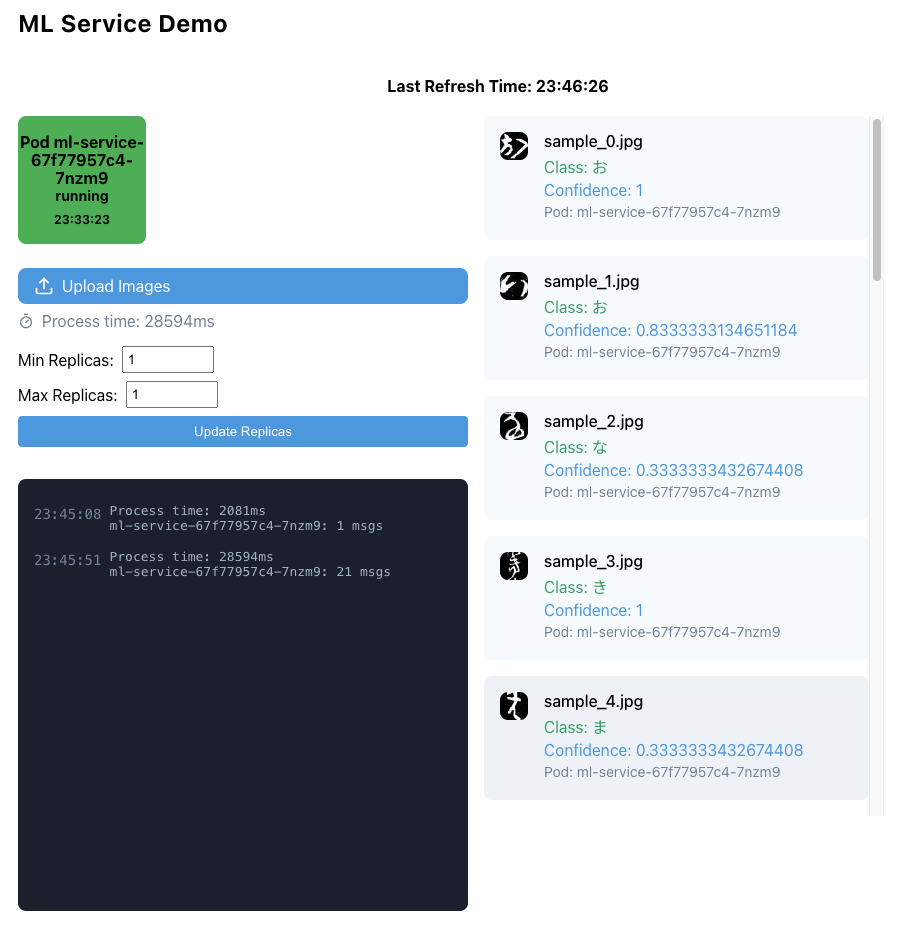 ML Service Demo
Last Refresh Time: 23:46:26
Pod ml-service-
67f77957c4-
7nzm9
running
23:33:23
Upload Images
Process time: 28594ms
Min Replicas: 1
Max Replicas: 1
Update Replicas
23:45:08 Process time: 2081ms
ml-service-67f77957c4-7nzm9: 1 msgs
23:45:51 Process time: 28594ms
ml-service-67f77957c4-7nzm9: 21 msgs
sample_0.jpg
Class: お
Confidence: 1
Pod: ml-service-67f77957c4-7nzm9
sample_1.jpg
Class: お
Confidence: 0.8333333134651184
Pod: ml-service-67f77957c4-7nzm9
sample_2.jpg
Class: な
Confidence: 0.3333333432674408
Pod: ml-service-67f77957c4-7nzm9
sample_3.jpg
Class: き
Confidence: 1
Pod: ml-service-67f77957c4-7nzm9
sample_4.jpg
Class: ま
Confidence: 0.3333333432674408
Pod: ml-service-67f77957c4-7nzm9